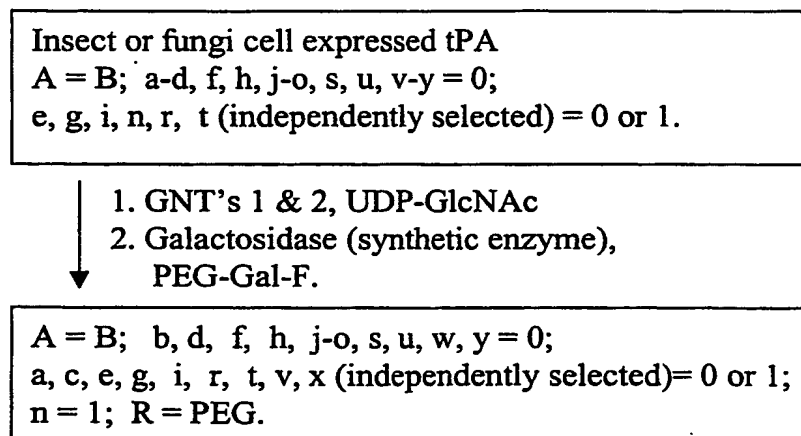 Insect or fungi cell expressed tPA
A = B; a-d, f, h, j-o, s, u, v-y = 0;
e, g, i, n, r, t (independently selected) = 0 or 1.
1. GNT's 1 & 2, UDP-GlcNAc
2. Galactosidase (synthetic enzyme),
PEG-Gal-F.
A = B; b, d, f, h, j-o, s, u, w, y = 0;
a, c, e, g, i, r, t, v, x (independently selected)= 0 or 1;
n = 1; R = PEG.